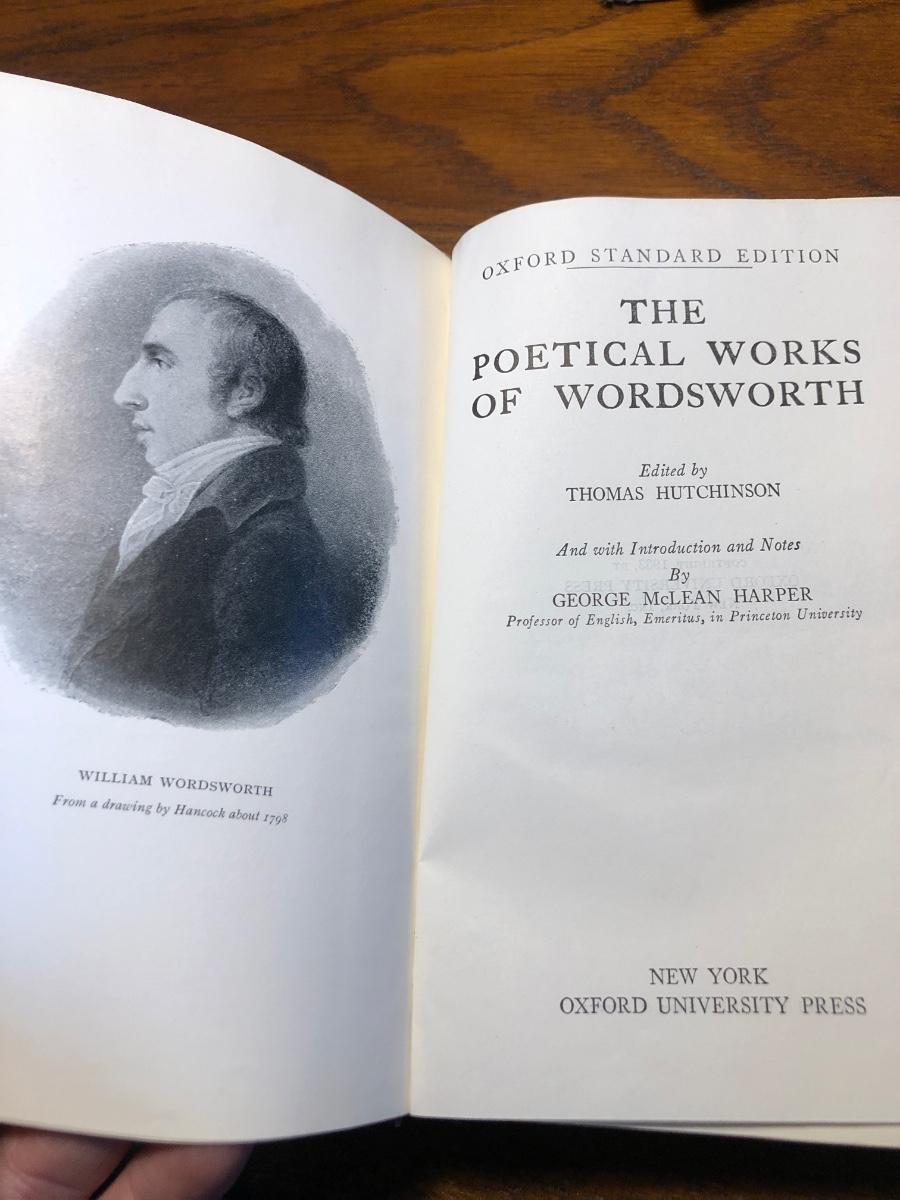 WILLIAM WORDSWORTH
From a drawing by Hancock about 1798
OXFORD STANDARD EDITION
THE
POETICAL WORKS
OF WORDSWORTH
Edited by
THOMAS HUTCHINSON
And with Introduction and Notes
By
GEORGE McLEAN HARPER
Professor of English, Emeritus, in Princeton University
NEW YORK
OXFORD UNIVERSITY PRESS